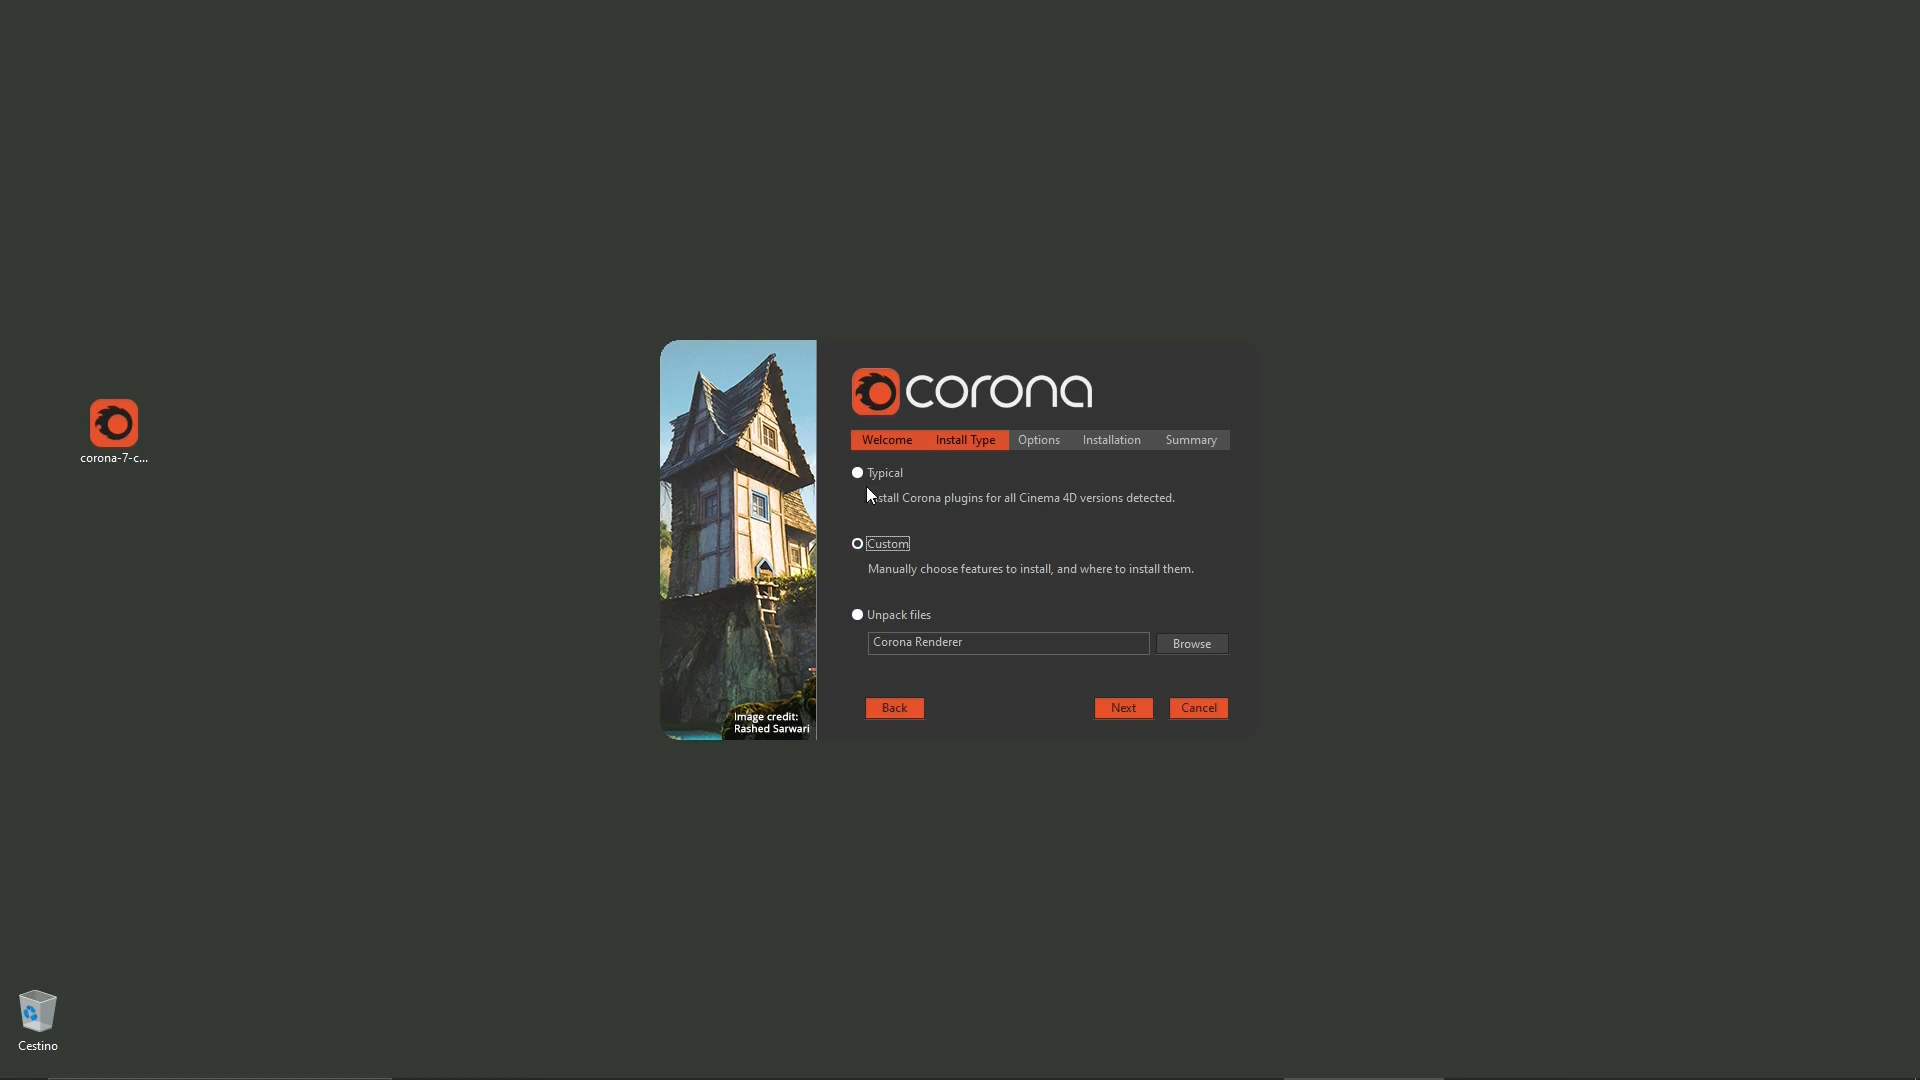 corona
Welcome Install Type Options Installation Summary
Typical
stall Corona plugins for all Cinema 4D versions detected.
Custom
Manually choose features to install, and where to install them.
Unpack files
Corona Renderer Browse
Back Next Cancel
Image credit:
Rashed Sarwari
corona-7-c...
Cestino